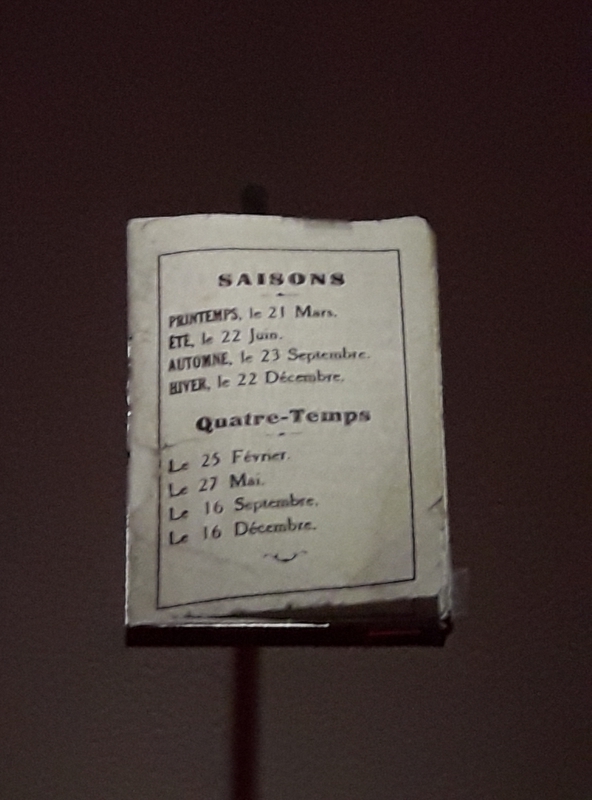 SAISONS
PRINTEMPS, le 21 Mars.
ÉTÉ, le 22 Juin.
AUTOMNE, le 23 Septembre.
HIVER, le 22 Décembre.
Quatre-Temps
Le 25 Février.
Le 27 Mai.
Le 16 Septembre.
Le 16 Décembre.